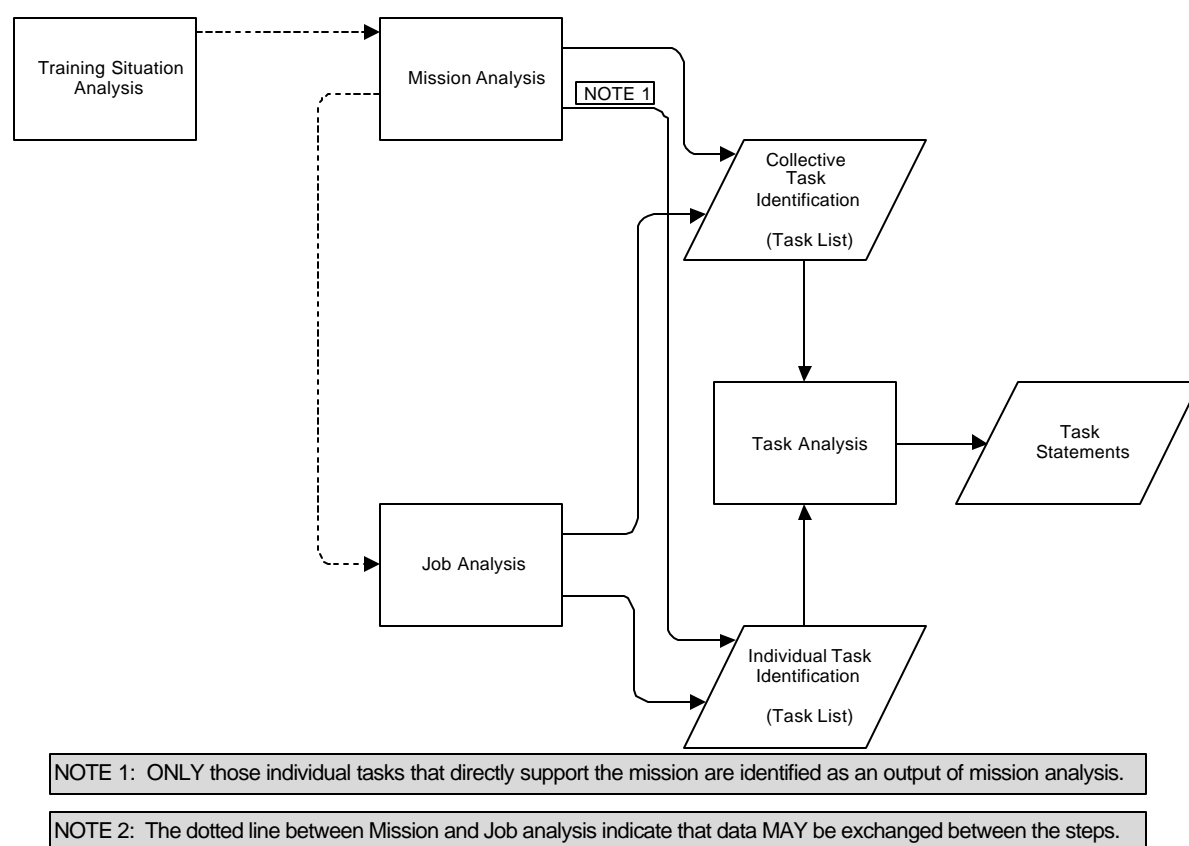 Training Situation
Analysis
Mission Analysis
NOTE 1
Collective
Task
Identification
(Task List)
Task Analysis
Task
Statements
Job Analysis
Individual Task
Identification
(Task List)
NOTE 1: ONLY those individual tasks that directly support the mission are identified as an output of mission analysis.
NOTE 2: The dotted line between Mission and Job analysis indicate that data MAY be exchanged between the steps.